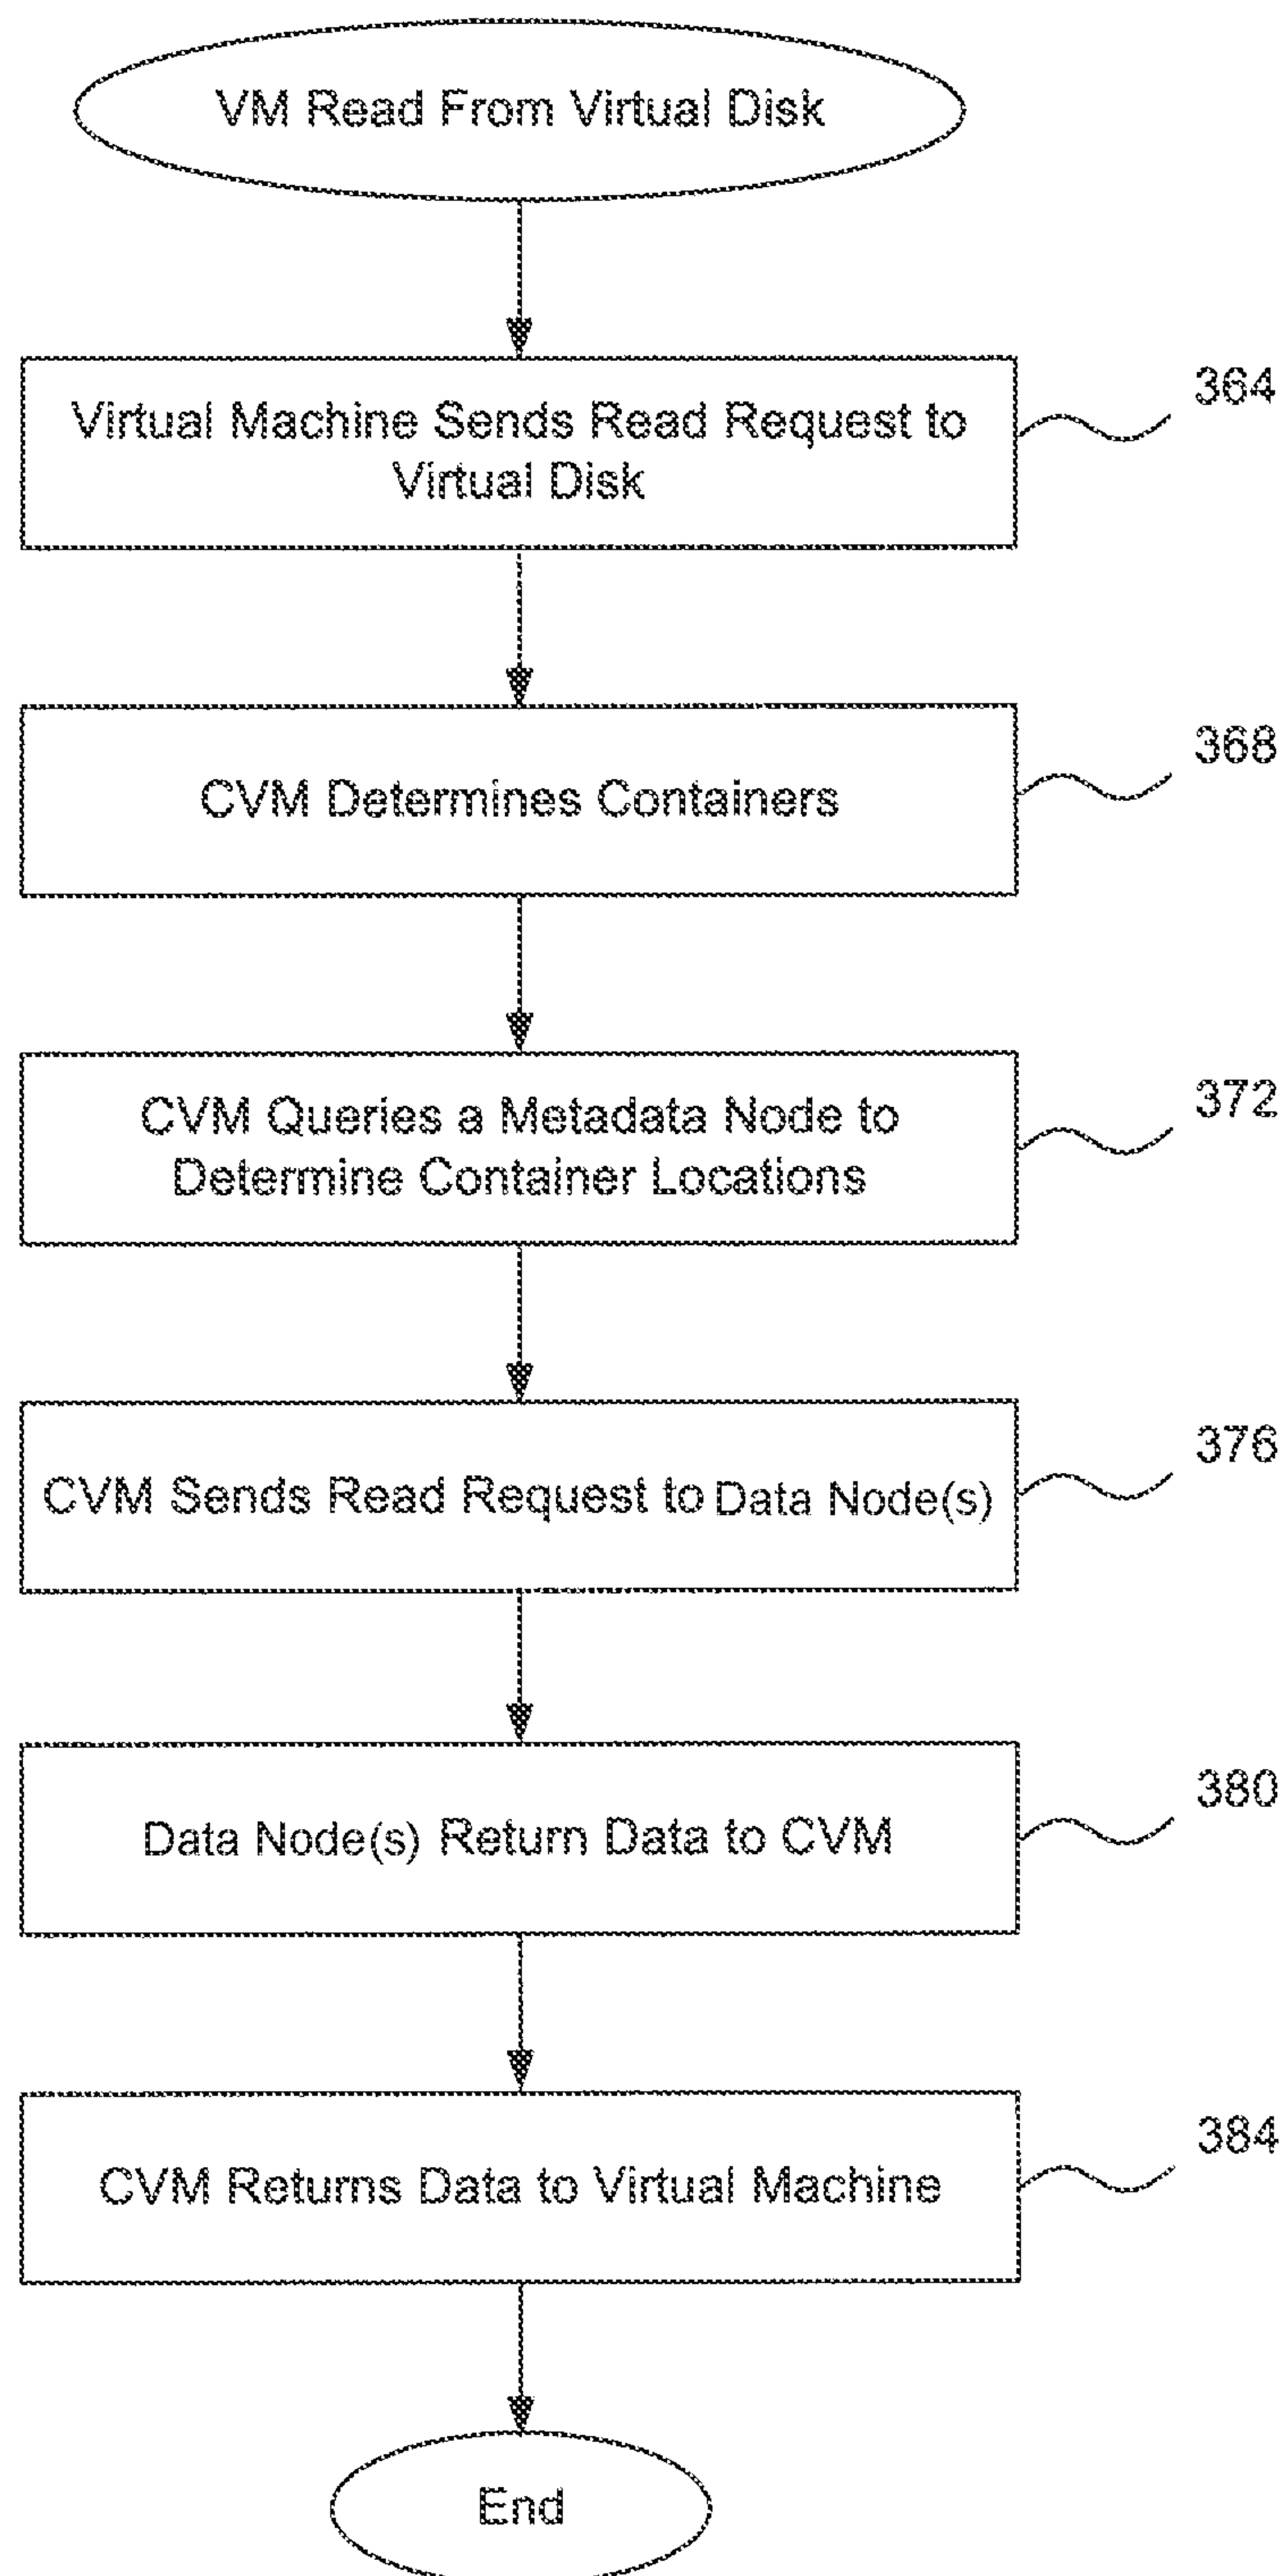 VM Read From Virtual Disk
Virtual Machine Sends Read Request to
Virtual Disk
364
CVM Determines Containers
368
CVM Queries a Metadata Node to
Determine Container Locations
372
CVM Sends Read Request to Data Node(s)
376
Data Node(s) Return Data to CVM
380
CVM Returns Data to Virtual Machine
384
End